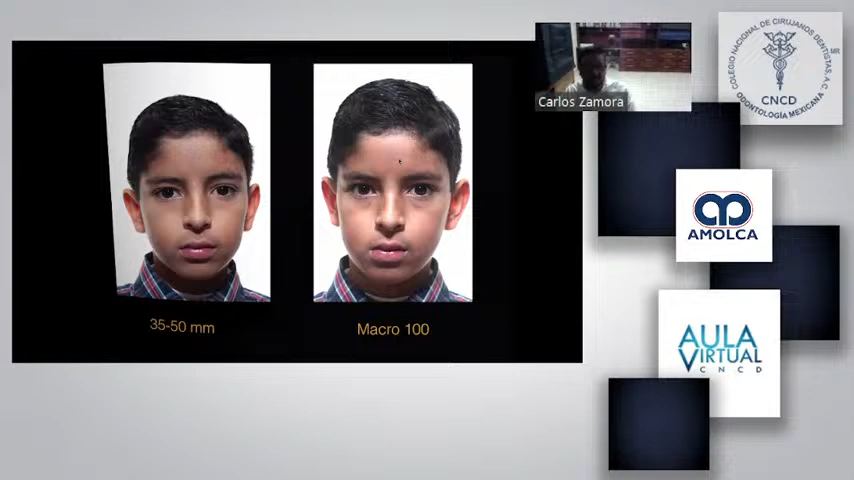 35-50 mm
Macro 100
Carlos Zamora
COLEGIO NACIONAL DE CIRUJANOS DENTISTAS, A.C.
MR
CNCD
ODONTOLOGÍA MEXICANA
AMOLCA
AULA
VIRTUAL
CNCD